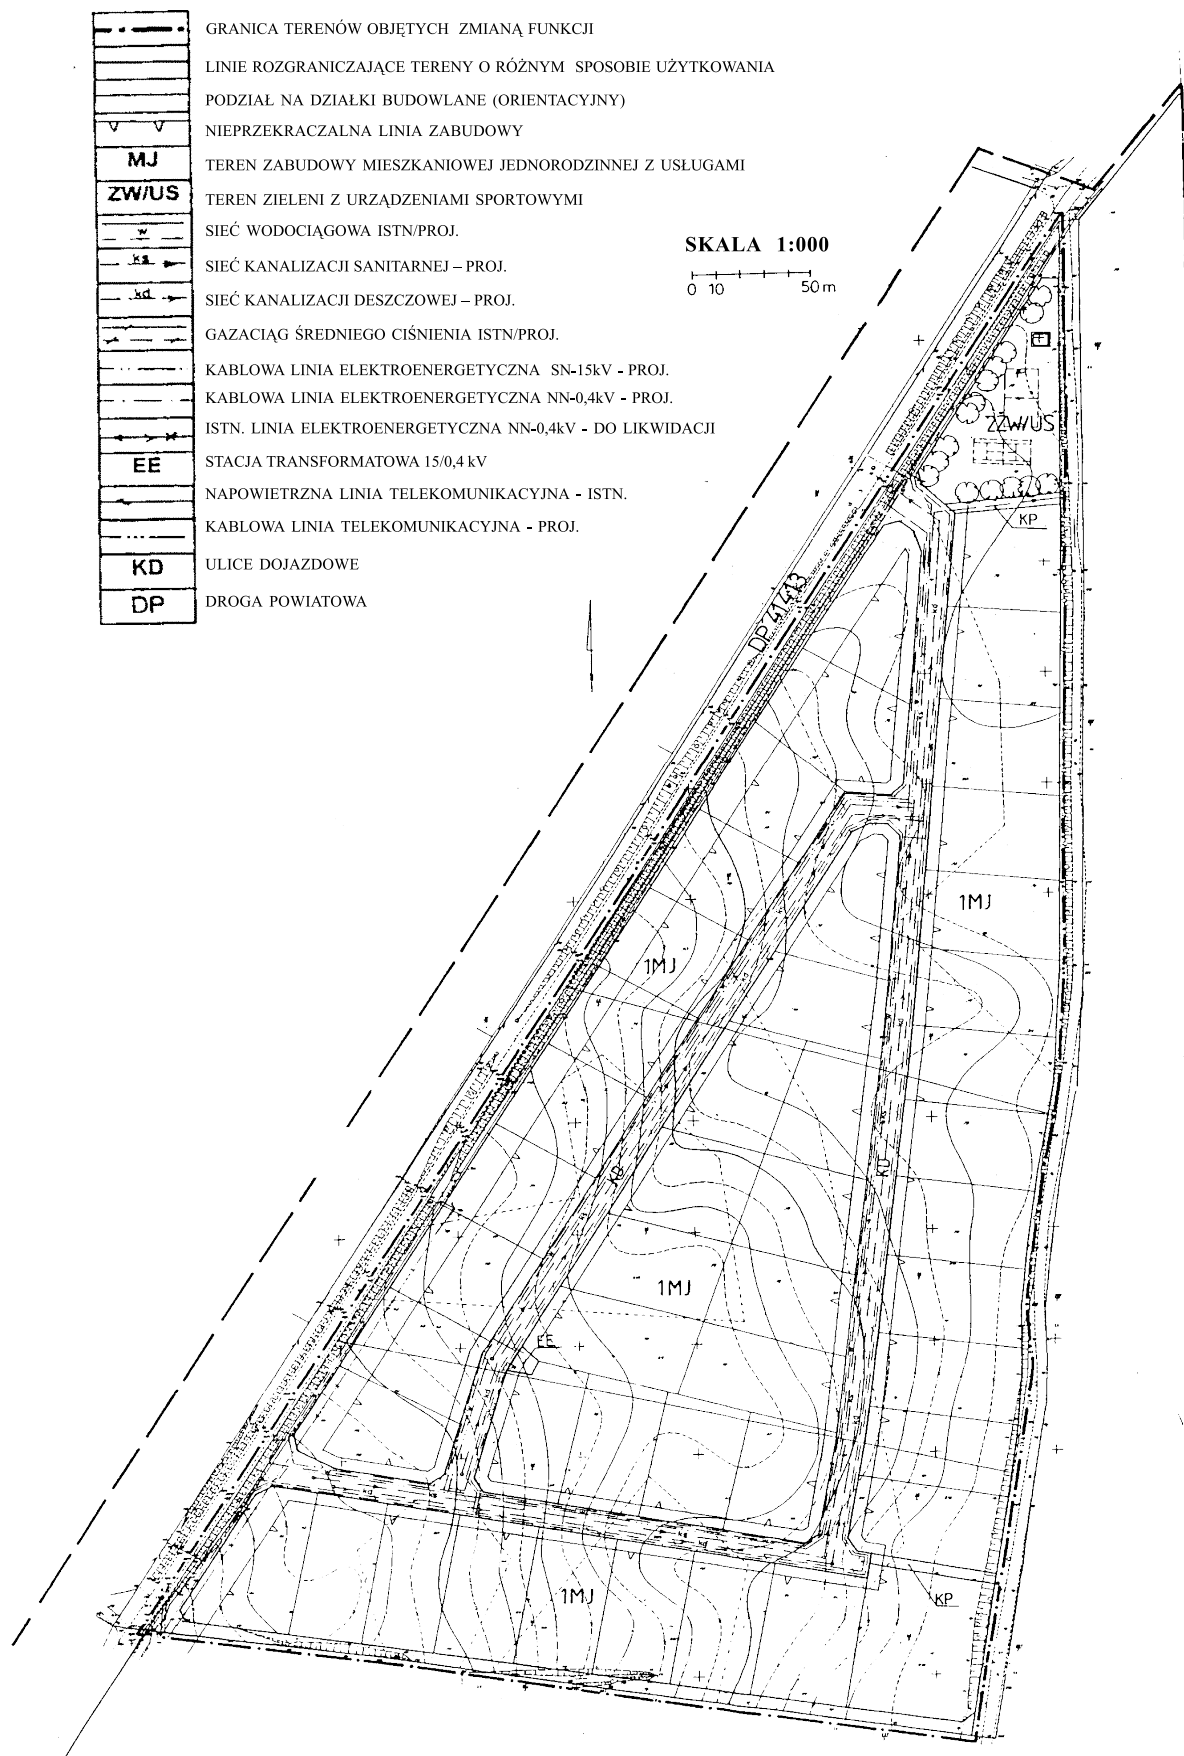 GRANICA TERENÓW OBJĘTYCH ZMIANĄ FUNKCJI
LINIE ROZGRANICZAJĄCE TERENY O RÓŻNYM SPOSOBIE UŻYTKOWANIA
PODZIAŁ NA DZIAŁKI BUDOWLANE (ORIENTACYJNY)
NIEPRZEKRACZALNA LINIA ZABUDOWY
MJ TEREN ZABUDOWY MIESZKANIOWEJ JEDNORODZINNEJ Z USŁUGAMI
ZW/US TEREN ZIELENI Z URZĄDZENIAMI SPORTOWYMI
w SIEĆ WODOCIĄGOWA ISTN/PROJ.
ks SIEĆ KANALIZACJI SANITARNEJ – PROJ.
kd SIEĆ KANALIZACJI DESZCZOWEJ – PROJ.
GAZACIĄG ŚREDNIEGO CIŚNIENIA ISTN/PROJ.
KABLOWA LINIA ELEKTROENERGETYCZNA SN-15kV - PROJ.
KABLOWA LINIA ELEKTROENERGETYCZNA NN-0,4kV - PROJ.
ISTN. LINIA ELEKTROENERGETYCZNA NN-0,4kV - DO LIKWIDACJI
EE STACJA TRANSFORMATOWA 15/0,4 kV
NAPOWIETRZNA LINIA TELEKOMUNIKACYJNA - ISTN.
KABLOWA LINIA TELEKOMUNIKACYJNA - PROJ.
KD ULICE DOJAZDOWE
DP DROGA POWIATOWA
SKALA 1:000
0 10 50 m
2ZW/US
KP
DP 41413
1MJ
1MJ
KD
KD
1MJ
EE
1MJ
KP